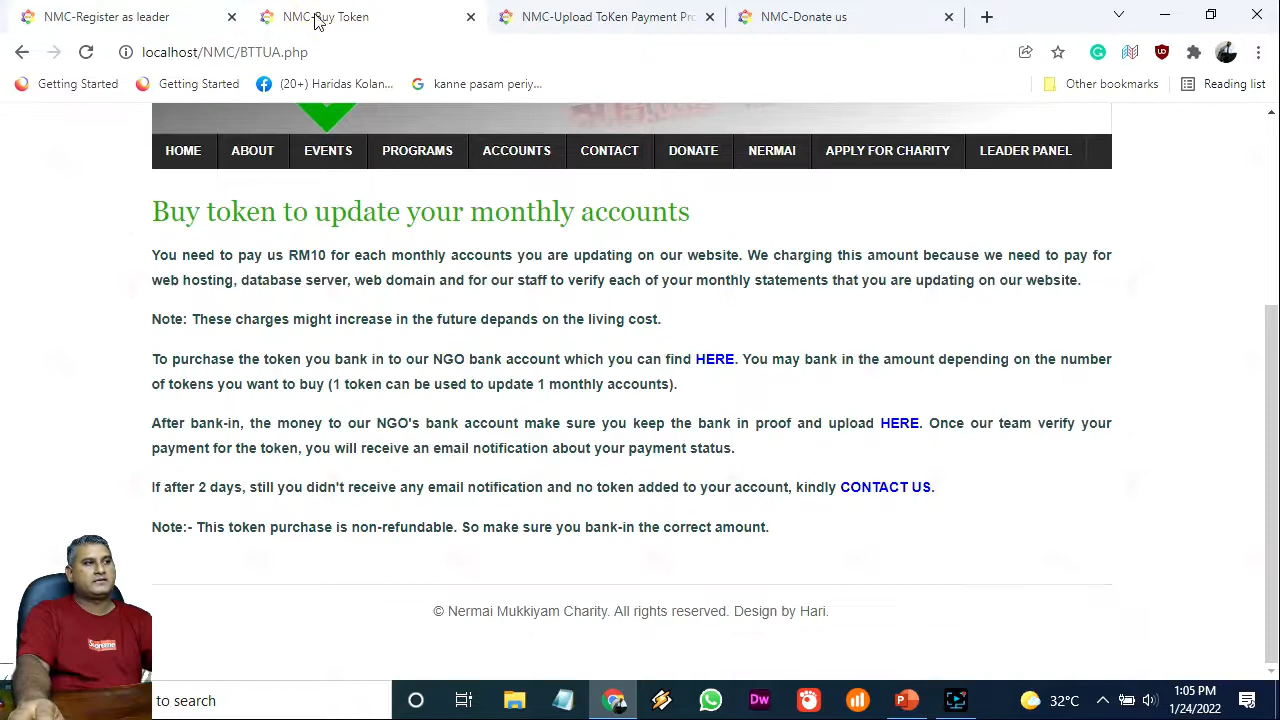 NMC-Register as leader
NMC-Buy Token
NMC-Upload ToKen Payment Pro
NMC-Donate us
localhost/NMC/BTTUA.php
Getting Started
Getting Started
(20+) Haridas Kolan...
kanne pasam periy...
Other bookmarks
Reading list
HOME ABOUT EVENTS PROGRAMS ACCOUNTS CONTACT DONATE NERMAI APPLY FOR CHARITY LEADER PANEL
Buy token to update your monthly accounts
You need to pay us RM10 for each monthly accounts you are updating on our website. We charging this amount because we need to pay for
web hosting, database server, web domain and for our staff to verify each of your monthly statements that you are updating on our website.
Note: These charges might increase in the future depends on the living cost.
To purchase the token you bank in to our NGO bank account which you can find HERE. You may bank in the amount depending on the number
of tokens you want to buy (1 token can be used to update 1 monthly accounts).
After bank-in, the money to our NGO's bank account make sure you keep the bank in proof and upload HERE. Once our team verify your
payment for the token, you will receive an email notification about your payment status.
If after 2 days, still you didn't receive any email notification and no token added to your account, kindly CONTACT US.
Note:- This token purchase is non-refundable. So make sure you bank-in the correct amount.
© Nermai Mukkiyam Charity. All rights reserved. Design by Hari.
Supreme
to search
Dw
32°C
1:05 PM
1/24/2022